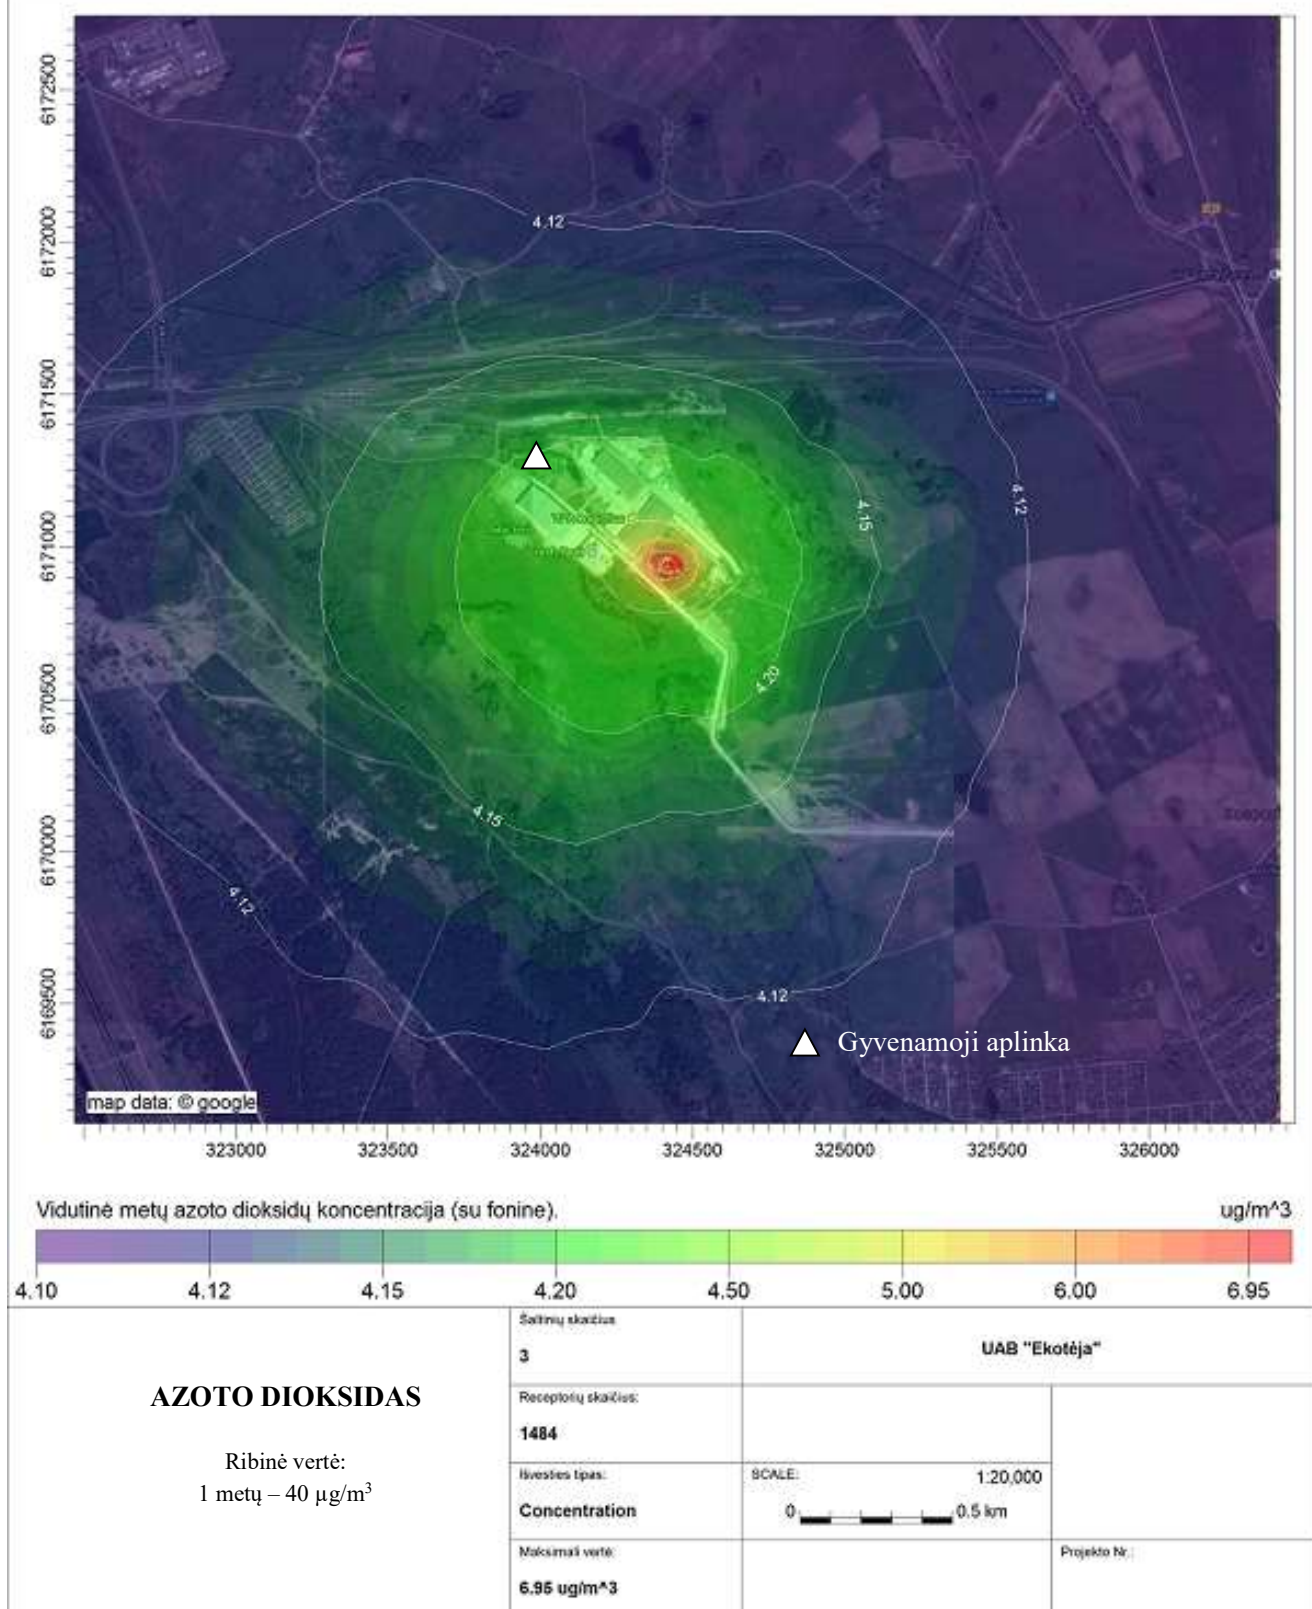 6172500
6172000
4.12
6171500
4.12
4.15
6171000
4.20
6170500
4.15
6170000
4.12
6169500
4.12
Gyvenamoji aplinka
map data: © google
323000 323500 324000 324500 325000 325500 326000
Vidutinė metų azoto dioksidų koncentracija (su fonine). ug/m^3
4.10 4.12 4.15 4.20 4.50 5.00 6.00 6.95
Šaltinių skaičius
3
UAB "Ekotėja"
AZOTO DIOKSIDAS
Ribinė vertė:
1 metų – 40 µg/m³
Receptorių skaičius:
1484
Išvesties tipas:
Concentration
SCALE: 1:20,000
0 0.5 km
Maksimali vertė:
6.95 ug/m^3
Projekto Nr.: